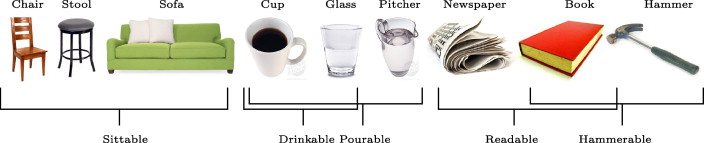 Chair Stool Sofa Cup Glass Pitcher Newspaper Book Hammer
Sittable Drinkable Pourable Readable Hammerable